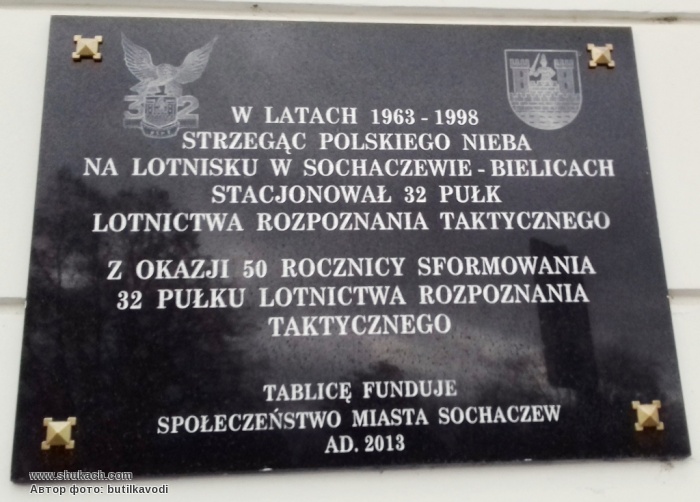 32
W LATACH 1963 - 1998
STRZEGĄC POLSKIEGO NIEBA
NA LOTNISKU W SOCHACZEWIE - BIELICACH
STACJONOWAŁ 32 PUŁK
LOTNICTWA ROZPOZNANIA TAKTYCZNEGO
Z OKAZJI 50 ROCZNICY SFORMOWANIA
32 PUŁKU LOTNICTWA ROZPOZNANIA
TAKTYCZNEGO
TABLICĘ FUNDUJE
SPOŁECZEŃSTWO MIASTA SOCHACZEW
AD. 2013
www.shukach.com
Автор фото: butilkavodi